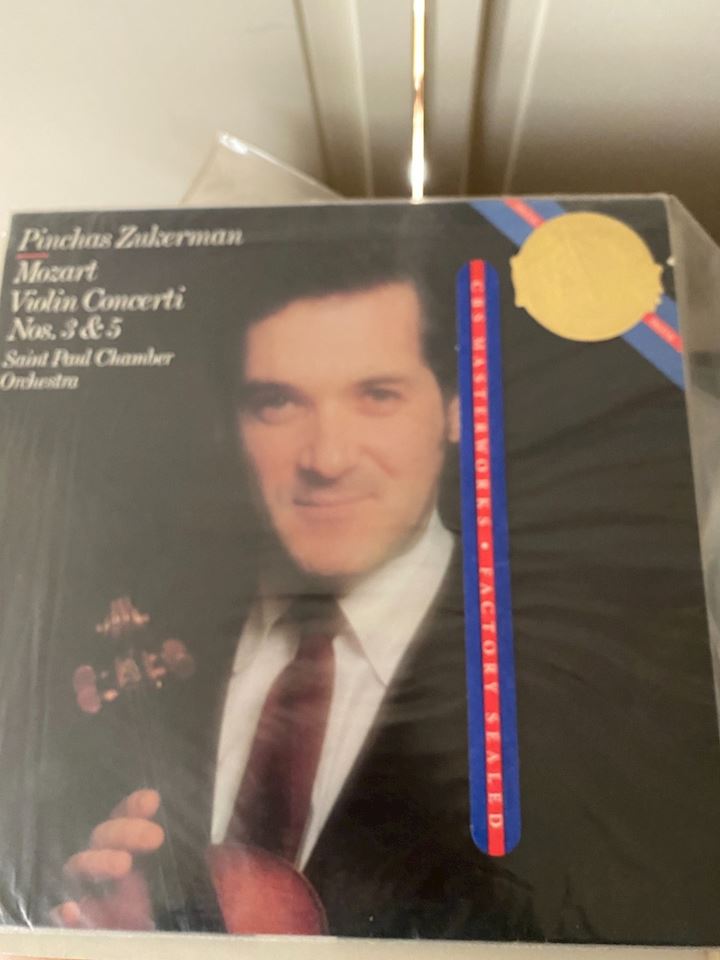 Pinchas Zukerman
Mozart
Violin Concerti
Nos. 3 & 5
Saint Paul Chamber
Orchestra
CBS MASTERWORKS • FACTORY SEALED